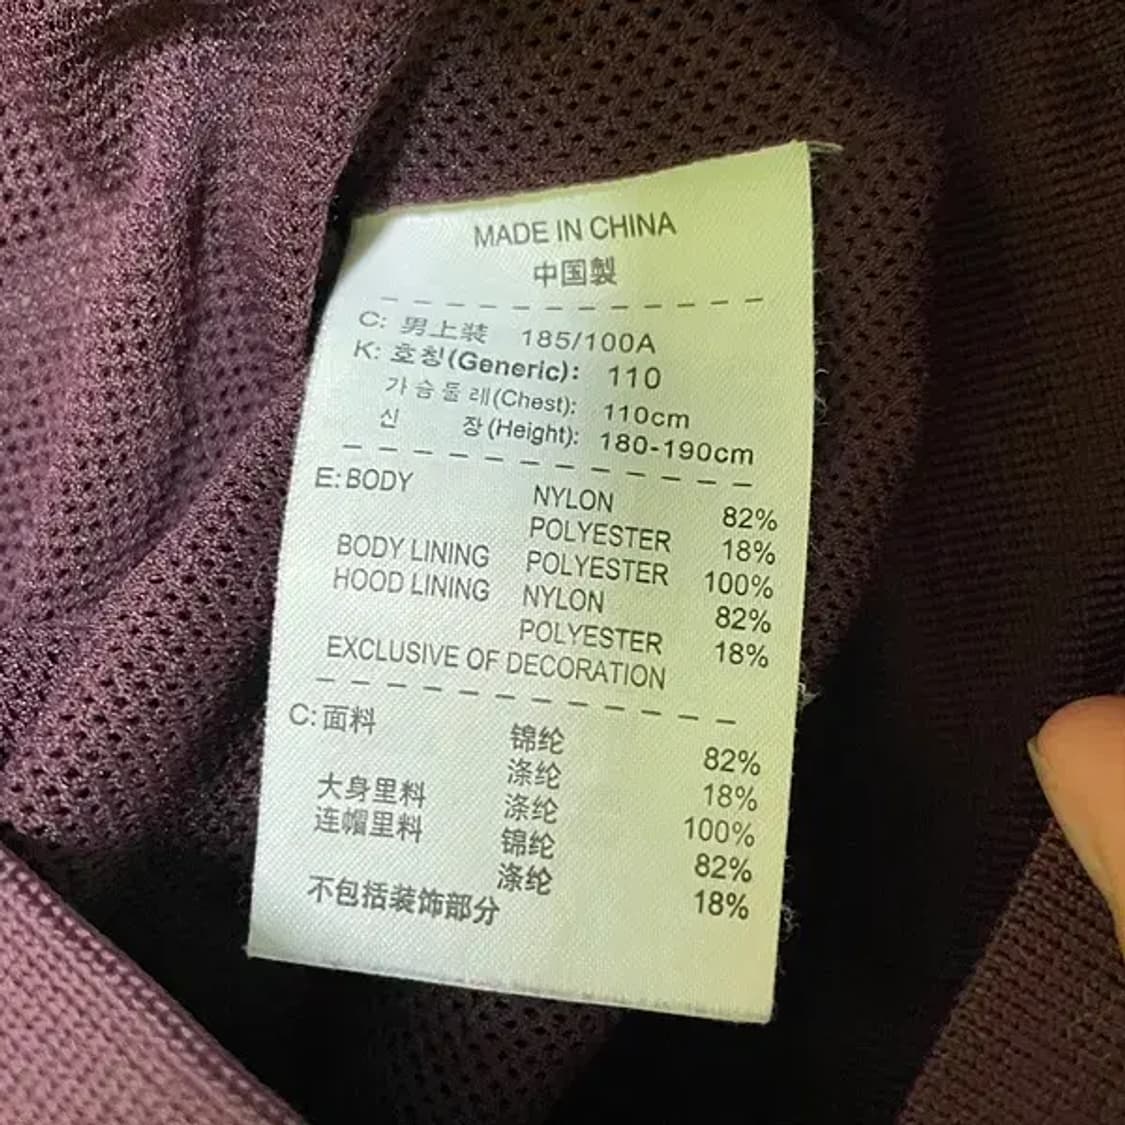 MADE IN CHINA
中国製
C: 男上装 185/100A
K: 호칭(Generic): 110
가슴둘레(Chest): 110cm
신 장(Height): 180-190cm
E: BODY NYLON 82%
POLYESTER 18%
BODY LINING POLYESTER 100%
HOOD LINING NYLON 82%
POLYESTER 18%
EXCLUSIVE OF DECORATION
C: 面料 锦纶 82%
涤纶 18%
大身里料 涤纶 100%
连帽里料 锦纶 82%
涤纶 18%
不包括装饰部分